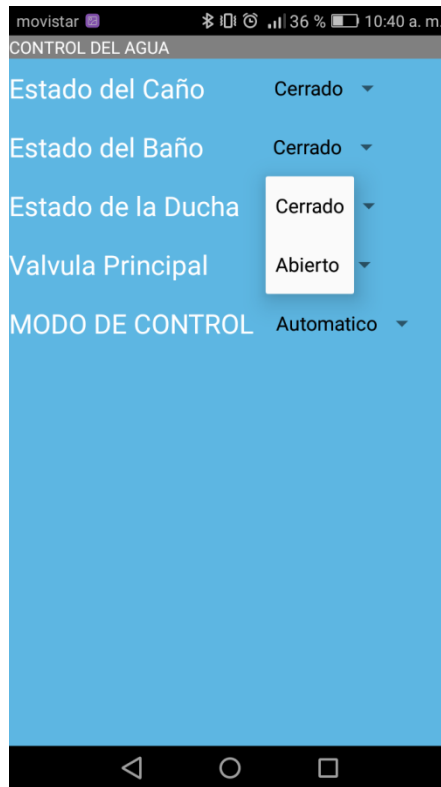 movistar 36 % 10:40 a. m.
CONTROL DEL AGUA
Estado del Caño Cerrado
Estado del Baño Cerrado
Estado de la Ducha Cerrado
Valvula Principal Abierto
MODO DE CONTROL Automatico